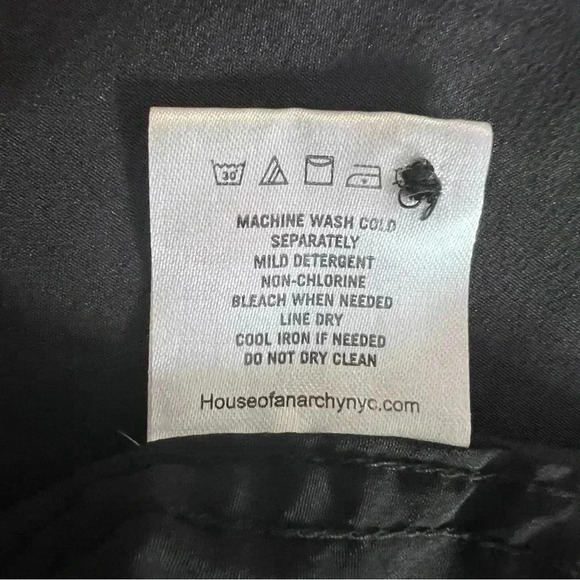 30°
MACHINE WASH COLD
SEPARATELY
MILD DETERGENT
NON-CHLORINE
BLEACH WHEN NEEDED
LINE DRY
COOL IRON IF NEEDED
DO NOT DRY CLEAN
Houseofanarchynyc.com